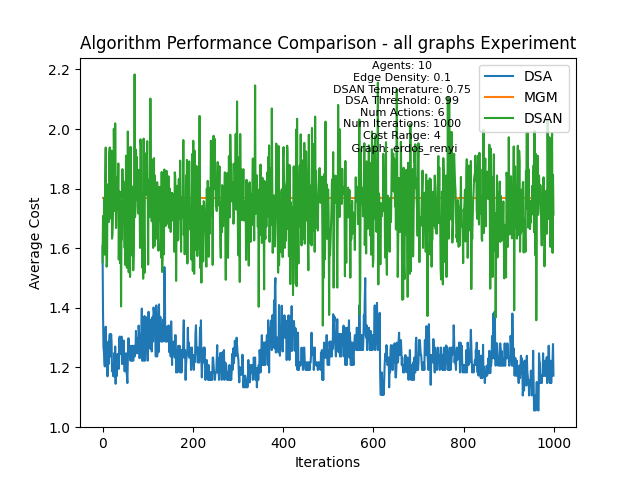 Algorithm Performance Comparison - all graphs Experiment
Agents: 10
Edge Density: 0.1
DSAN Temperature: 0.75
DSA Threshold: 0.99
Num Actions: 6
Num Iterations: 1000
Cost Range: 4
Graph: erdos_renyi
DSA
MGM
DSAN
Average Cost
2.2
2.0
1.8
1.6
1.4
1.2
1.0
0
200
400
600
800
1000
Iterations